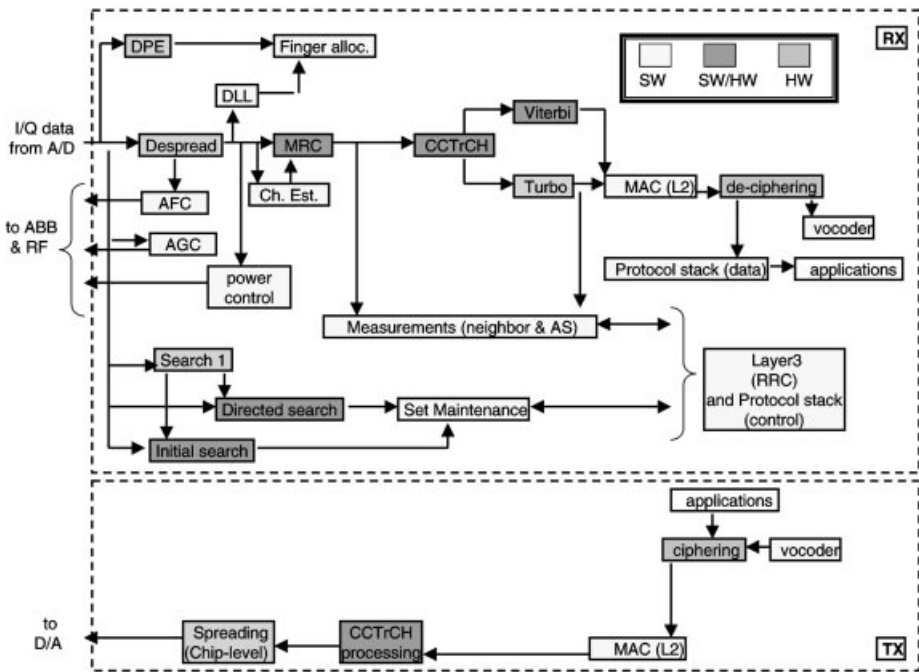 RX
SW
SW/HW
HW
DPE
Finger alloc.
DLL
I/Q data
from A/D
Despread
MRC
CCTrCH
Viterbi
Turbo
Ch. Est.
MAC (L2)
de-ciphering
AFC
to ABB
& RF
AGC
vocoder
power
control
Protocol stack (data)
applications
Measurements (neighbor & AS)
Search 1
Directed search
Set Maintenance
Initial search
Layer3
(RRC)
and Protocol stack
(control)
applications
ciphering
vocoder
to
D/A
Spreading
(Chip-level)
CCTrCH
processing
MAC (L2)
TX